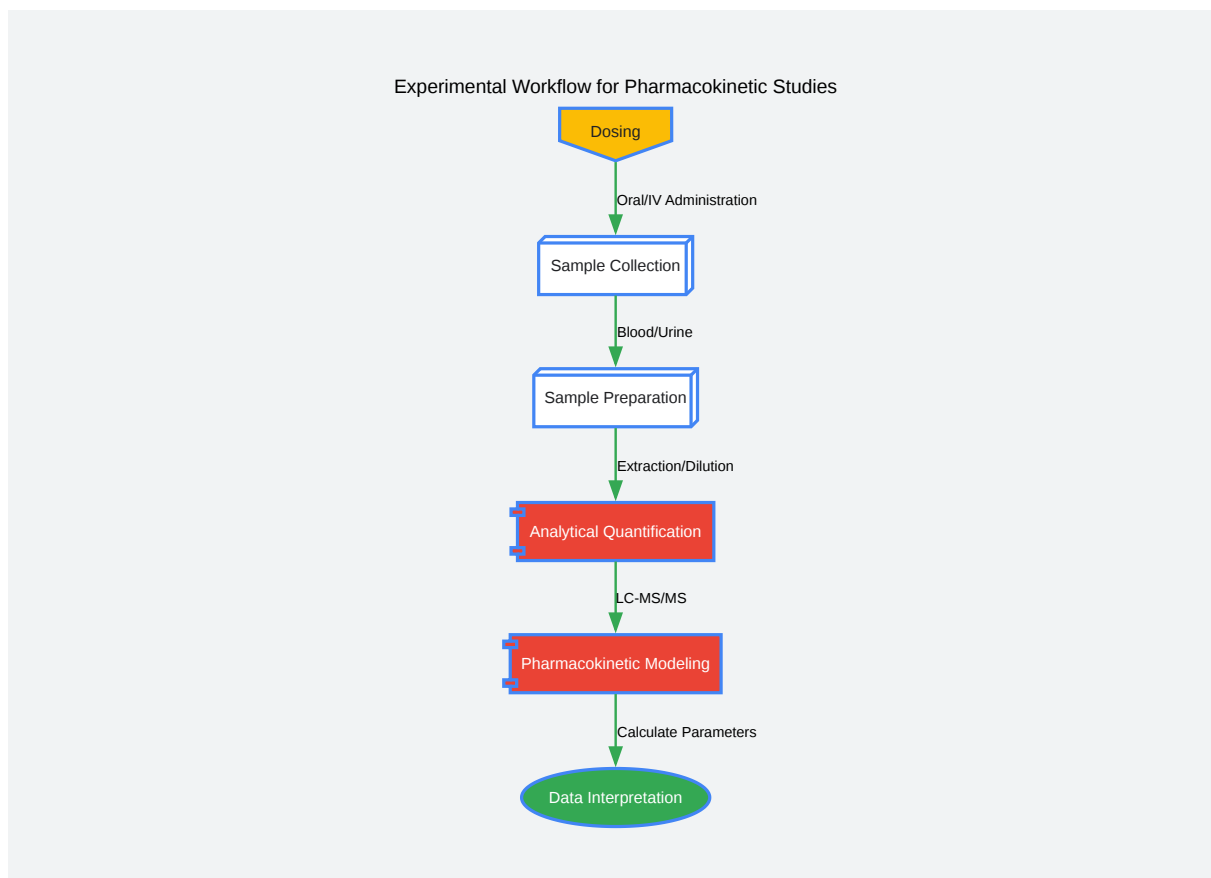 Experimental Workflow for Pharmacokinetic Studies
Dosing
Oral/IV Administration
Sample Collection
Blood/Urine
Sample Preparation
Extraction/Dilution
Analytical Quantification
LC-MS/MS
Pharmacokinetic Modeling
Calculate Parameters
Data Interpretation